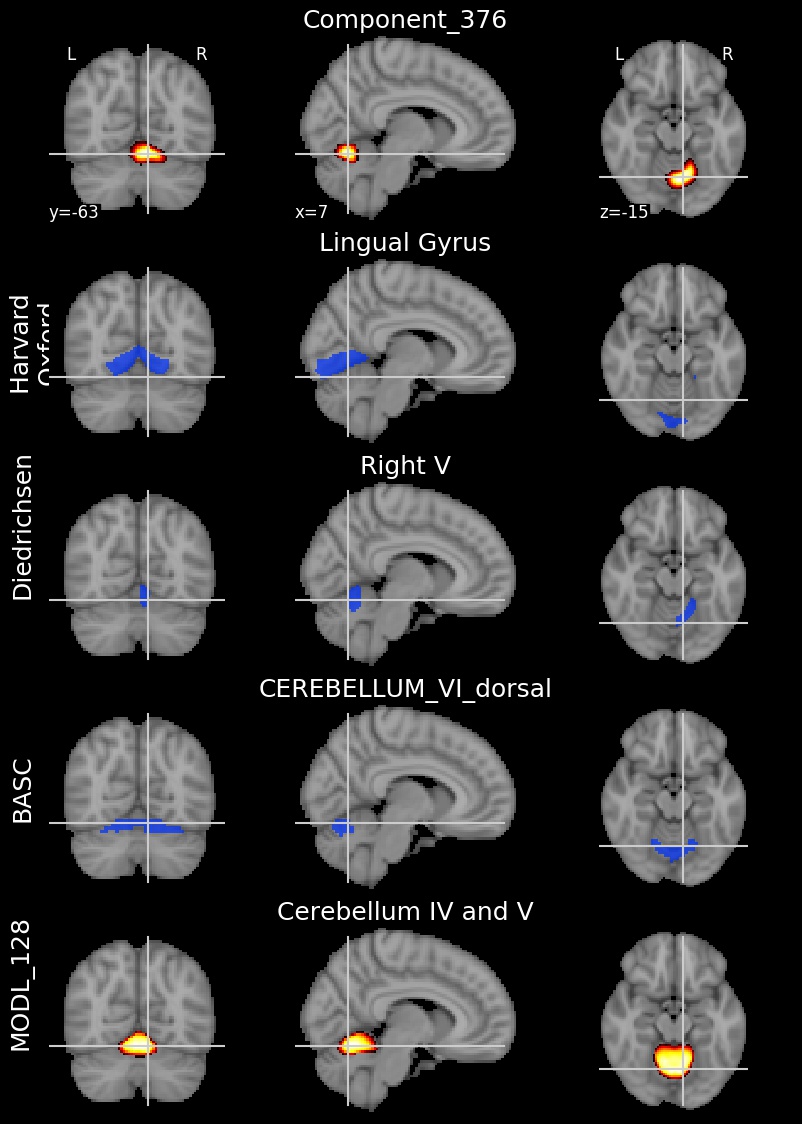 Component_376
L R L R
y=-63 x=7 z=-15
Lingual Gyrus
Harvard
Oxford
Right V
Diedrichsen
CEREBELLUM_VI_dorsal
BASC
Cerebellum IV and V
MODL_128